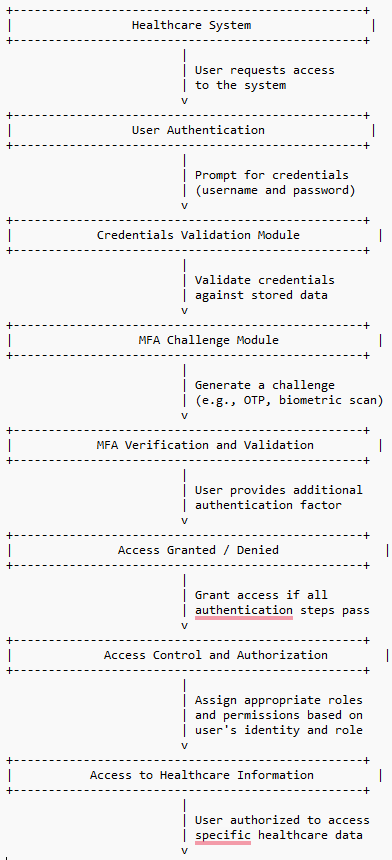 Healthcare System
User requests access
to the system
v
User Authentication
Prompt for credentials
(username and password)
v
Credentials Validation Module
Validate credentials
against stored data
v
MFA Challenge Module
Generate a challenge
(e.g., OTP, biometric scan)
v
MFA Verification and Validation
User provides additional
authentication factor
v
Access Granted / Denied
Grant access if all
authentication steps pass
v
Access Control and Authorization
Assign appropriate roles
and permissions based on
user's identity and role
v
Access to Healthcare Information
User authorized to access
specific healthcare data
v